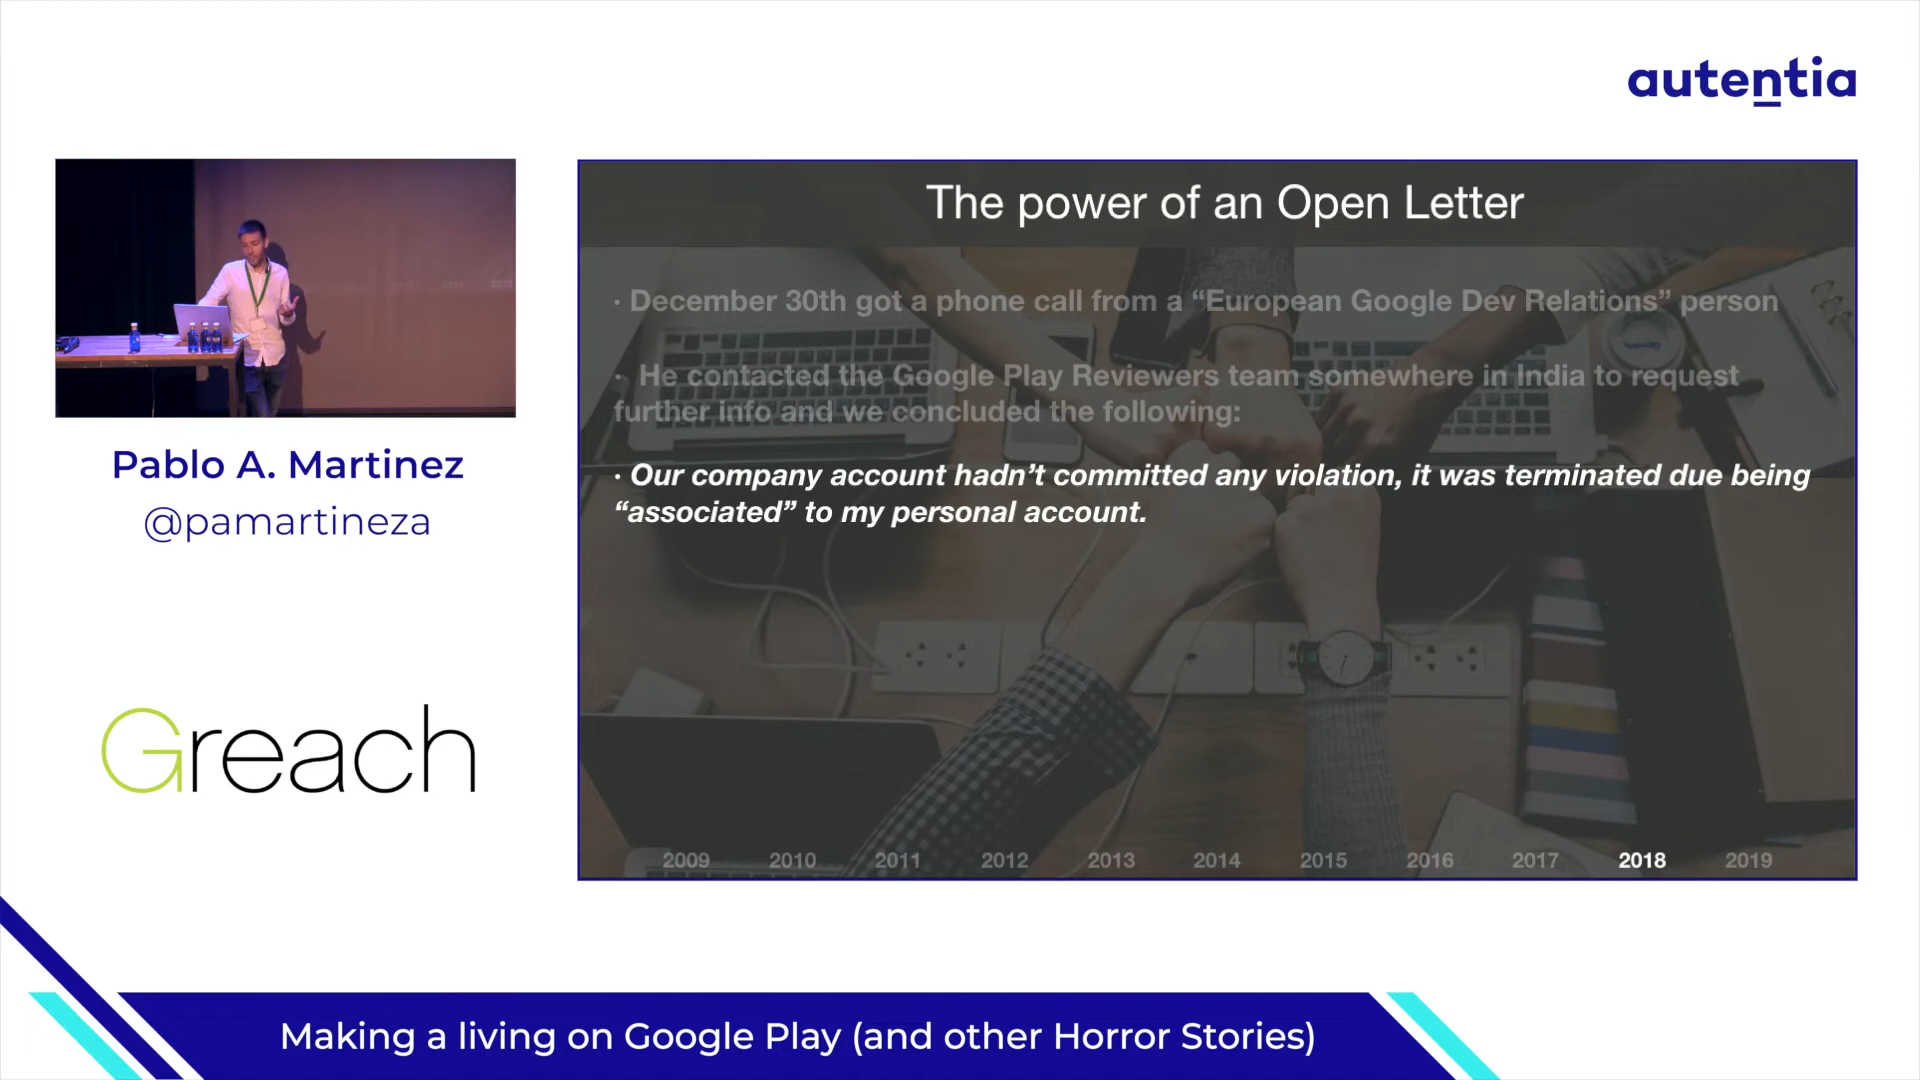 autentia
The power of an Open Letter
· December 30th got a phone call from a “European Google Dev Relations” person
· He contacted the Google Play Reviewers team somewhere in India to request
further info and we concluded the following:
· Our company account hadn’t committed any violation, it was terminated due being
“associated” to my personal account.
2009 2010 2011 2012 2013 2014 2015 2016 2017 2018 2019
Pablo A. Martinez
@pamartineza
Greach
Making a living on Google Play (and other Horror Stories)